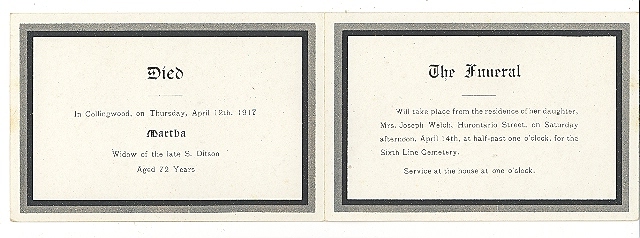 Died
In Collingwood, on Thursday, April 12th, 1917
Martha
Widow of the late S. Ditson
Aged 72 Years
The Funeral
Will take place from the residence of her daughter,
Mrs. Joseph Welch, Hurontario Street, on Saturday
afternoon, April 14th, at half-past one o'clock, for the
Sixth Line Cemetery.
Service at the house at one o'clock.